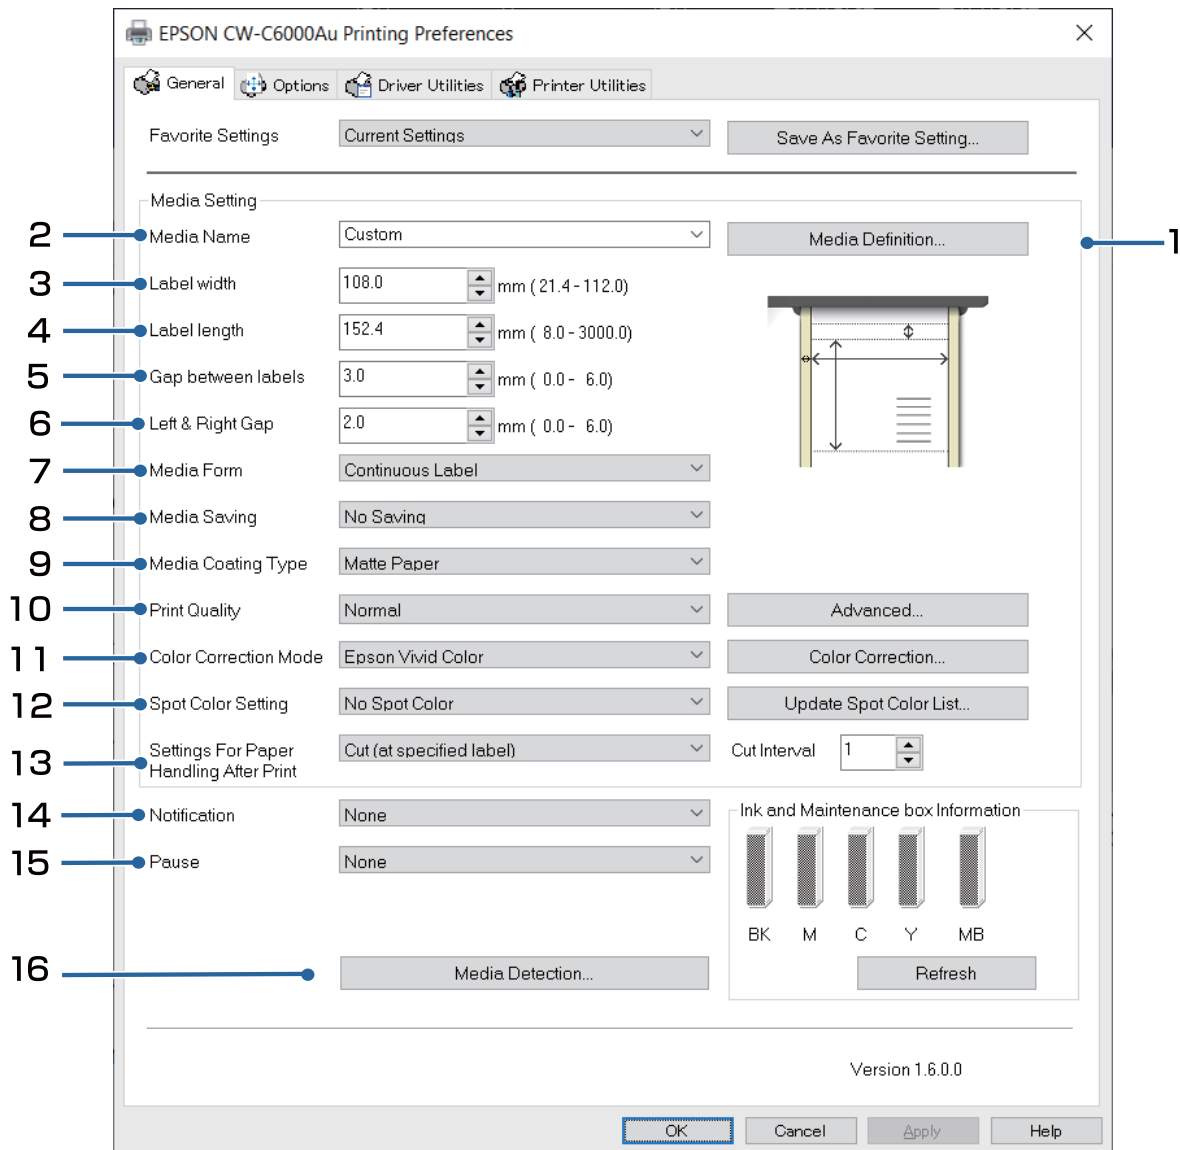 EPSON CW-C6000Au Printing Preferences
General Options Driver Utilities Printer Utilities
Favorite Settings Current Settings Save As Favorite Setting...
Media Setting
2 Media Name Custom Media Definition... 1
3 Label width 108.0 mm ( 21.4 - 112.0)
4 Label length 152.4 mm ( 8.0 - 3000.0)
5 Gap between labels 3.0 mm ( 0.0 - 6.0)
6 Left & Right Gap 2.0 mm ( 0.0 - 6.0)
7 Media Form Continuous Label
8 Media Saving No Saving
9 Media Coating Type Matte Paper
10 Print Quality Normal Advanced...
11 Color Correction Mode Epson Vivid Color Color Correction...
12 Spot Color Setting No Spot Color Update Spot Color List...
13 Settings For Paper
Handling After Print Cut (at specified label) Cut Interval 1
14 Notification None Ink and Maintenance box Information
15 Pause None
BK M C Y MB
16 Media Detection... Refresh
Version 1.6.0.0
OK Cancel Apply Help